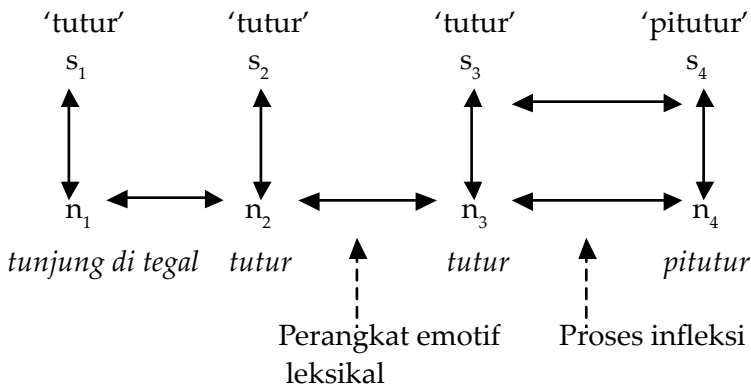 ‘tutur’ ‘tutur’ ‘tutur’ ‘pitutur’
s₁ s₂ s₃ s₄
n₁ n₂ n₃ n₄
tunjung di tegal tutur tutur pitutur
Perangkat emotif Proses infleksi
leksikal